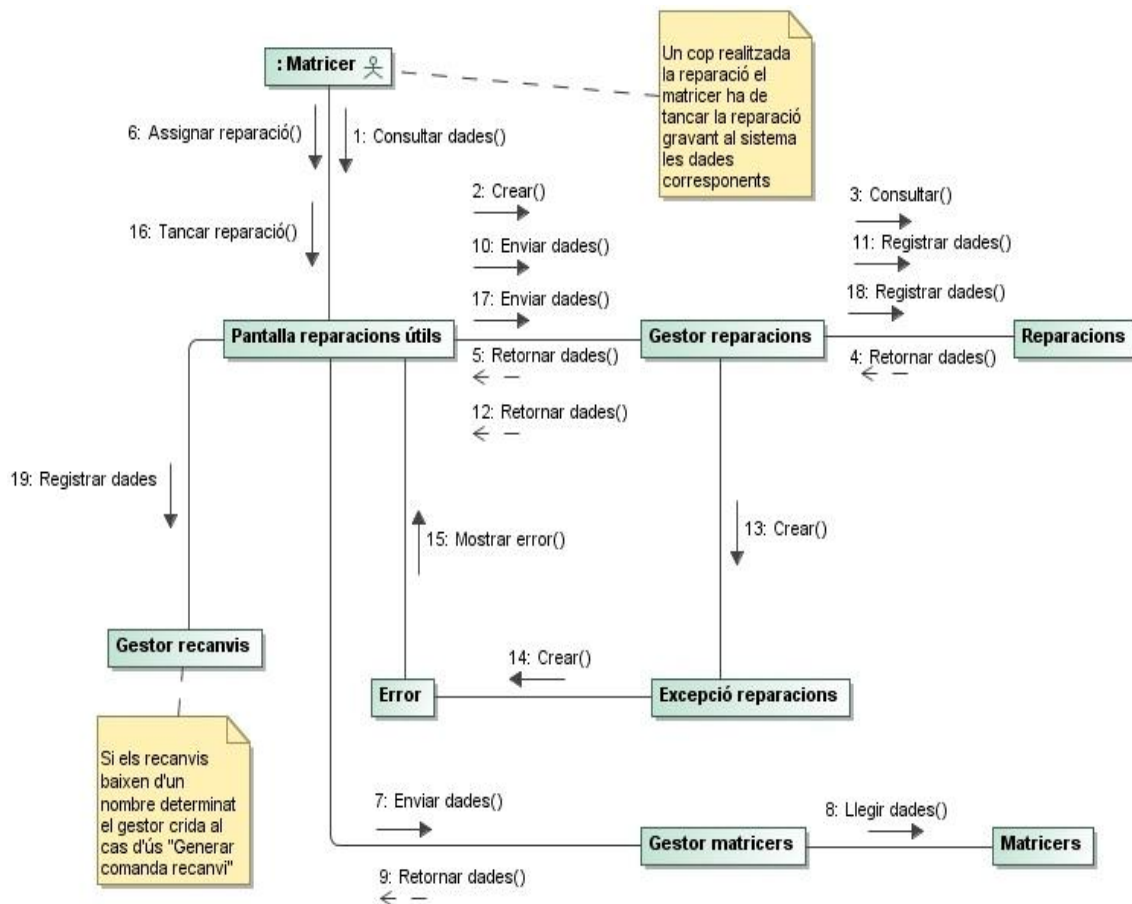 : Matricer
Un cop realitzada
la reparació el
matricer ha de
tancar la reparació
gravant al sistema
les dades
corresponents
6: Assignar reparació()
1: Consultar dades()
16: Tancar reparació()
2: Crear()
10: Enviar dades()
17: Enviar dades()
3: Consultar()
11: Registrar dades()
18: Registrar dades()
Pantalla reparacions útils
Gestor reparacions
Reparacions
5: Retornar dades()
12: Retornar dades()
4: Retornar dades()
19: Registrar dades
15: Mostrar error()
13: Crear()
Gestor recanvis
14: Crear()
Error
Excepció reparacions
Si els recanvis
baixen d'un
nombre determinat
el gestor crida al
cas d'ús "Generar
comanda recanvi"
7: Enviar dades()
8: Llegir dades()
Gestor matricers
Matricers
9: Retornar dades()